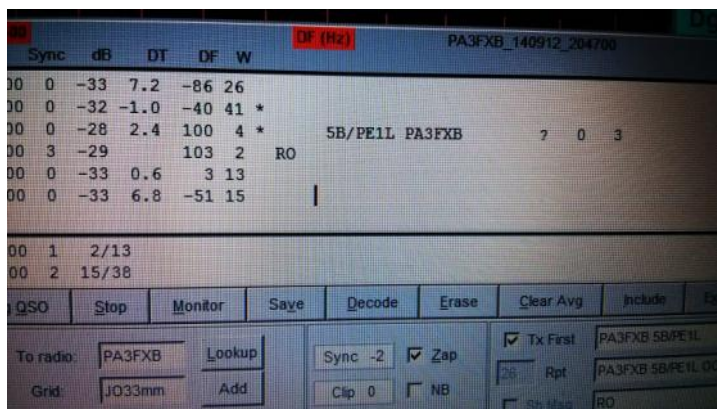 DF (Hz) PA3FXB_140912_204700
Sync dB DT DF W
00 0 -33 7.2 -86 26
00 0 -32 -1.0 -40 41 *
00 0 -28 2.4 100 4 * 5B/PE1L PA3FXB ? 0 3
00 3 -29 103 2 RO
00 0 -33 0.6 3 13
00 0 -33 6.8 -51 15
00 1 2/13
00 2 15/38
QSO Stop Monitor Save Decode Erase Clear Avg Include
To radio: PA3FXB Lookup Sync -2 Zap Tx First PA3FXB 5B/PE1L
26 Rpt PA3FXB 5B/PE1L OO
Grid: JO33mm Add Clip 0 NB Sh Msg RO